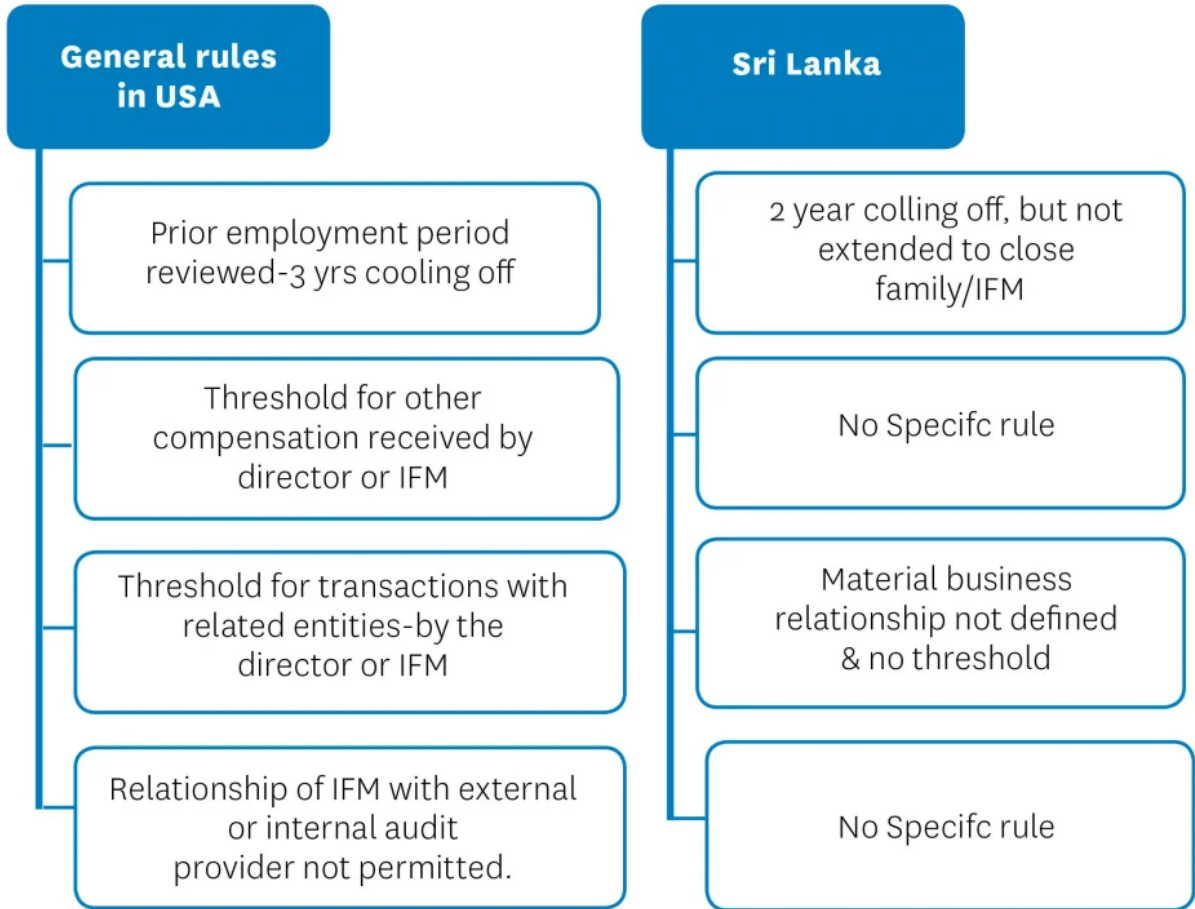 General rules
in USA
Prior employment period
reviewed-3 yrs cooling off
Threshold for other
compensation received by
director or IFM
Threshold for transactions with
related entities-by the
director or IFM
Relationship of IFM with external
or internal audit
provider not permitted.
Sri Lanka
2 year colling off, but not
extended to close
family/IFM
No Specifc rule
Material business
relationship not defined
& no threshold
No Specifc rule